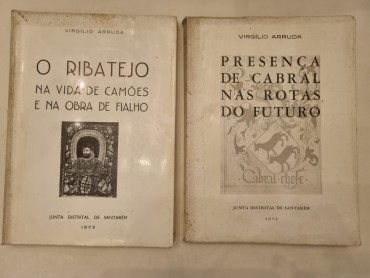 VIRGÍLIO ARRUDA
O RIBATEJO
NA VIDA DE CAMÕES
E NA OBRA DE FIALHO
JUNTA DISTRITAL DE SANTARÉM
1973
VIRGÍLIO ARRUDA
PRESENÇA
DE CABRAL
NAS ROTAS
DO FUTURO
Cabral-chefe
JUNTA DISTRITAL DE SANTARÉM